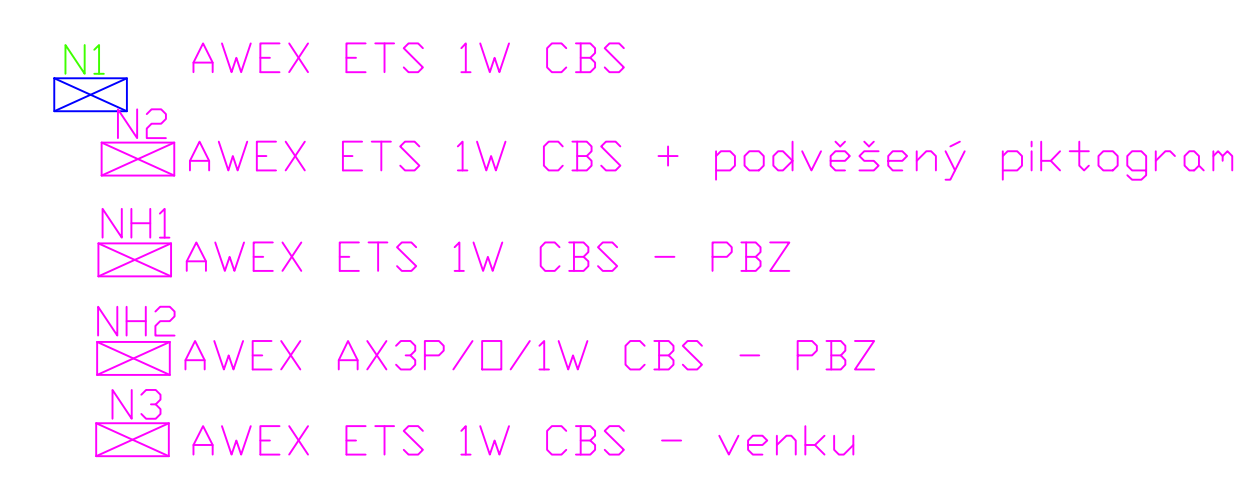 N1 AWEX ETS 1W CBS
N2 AWEX ETS 1W CBS + podvěšený piktogram
NH1 AWEX ETS 1W CBS - PBZ
NH2 AWEX AX3P/O/1W CBS - PBZ
N3 AWEX ETS 1W CBS - venku